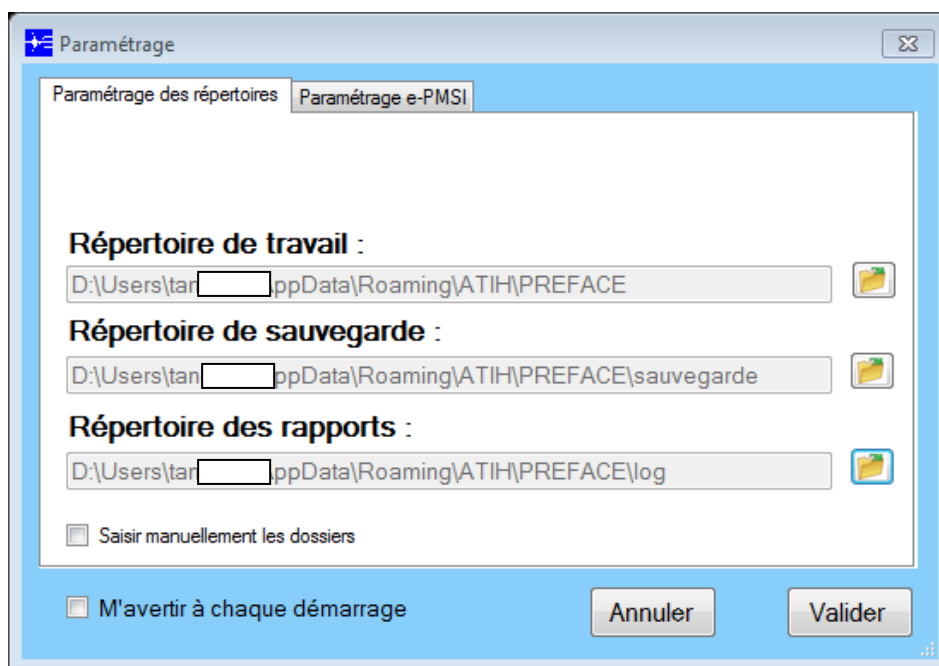 Paramétrage
Paramétrage des répertoires Paramétrage e-PMSI
Répertoire de travail :
D:\Users\tan ppData\Roaming\ATIH\PREFACE
Répertoire de sauvegarde :
D:\Users\tan ppData\Roaming\ATIH\PREFACE\sauvegarde
Répertoire des rapports :
D:\Users\tan ppData\Roaming\ATIH\PREFACE\log
Saisir manuellement les dossiers
M'avertir à chaque démarrage Annuler Valider